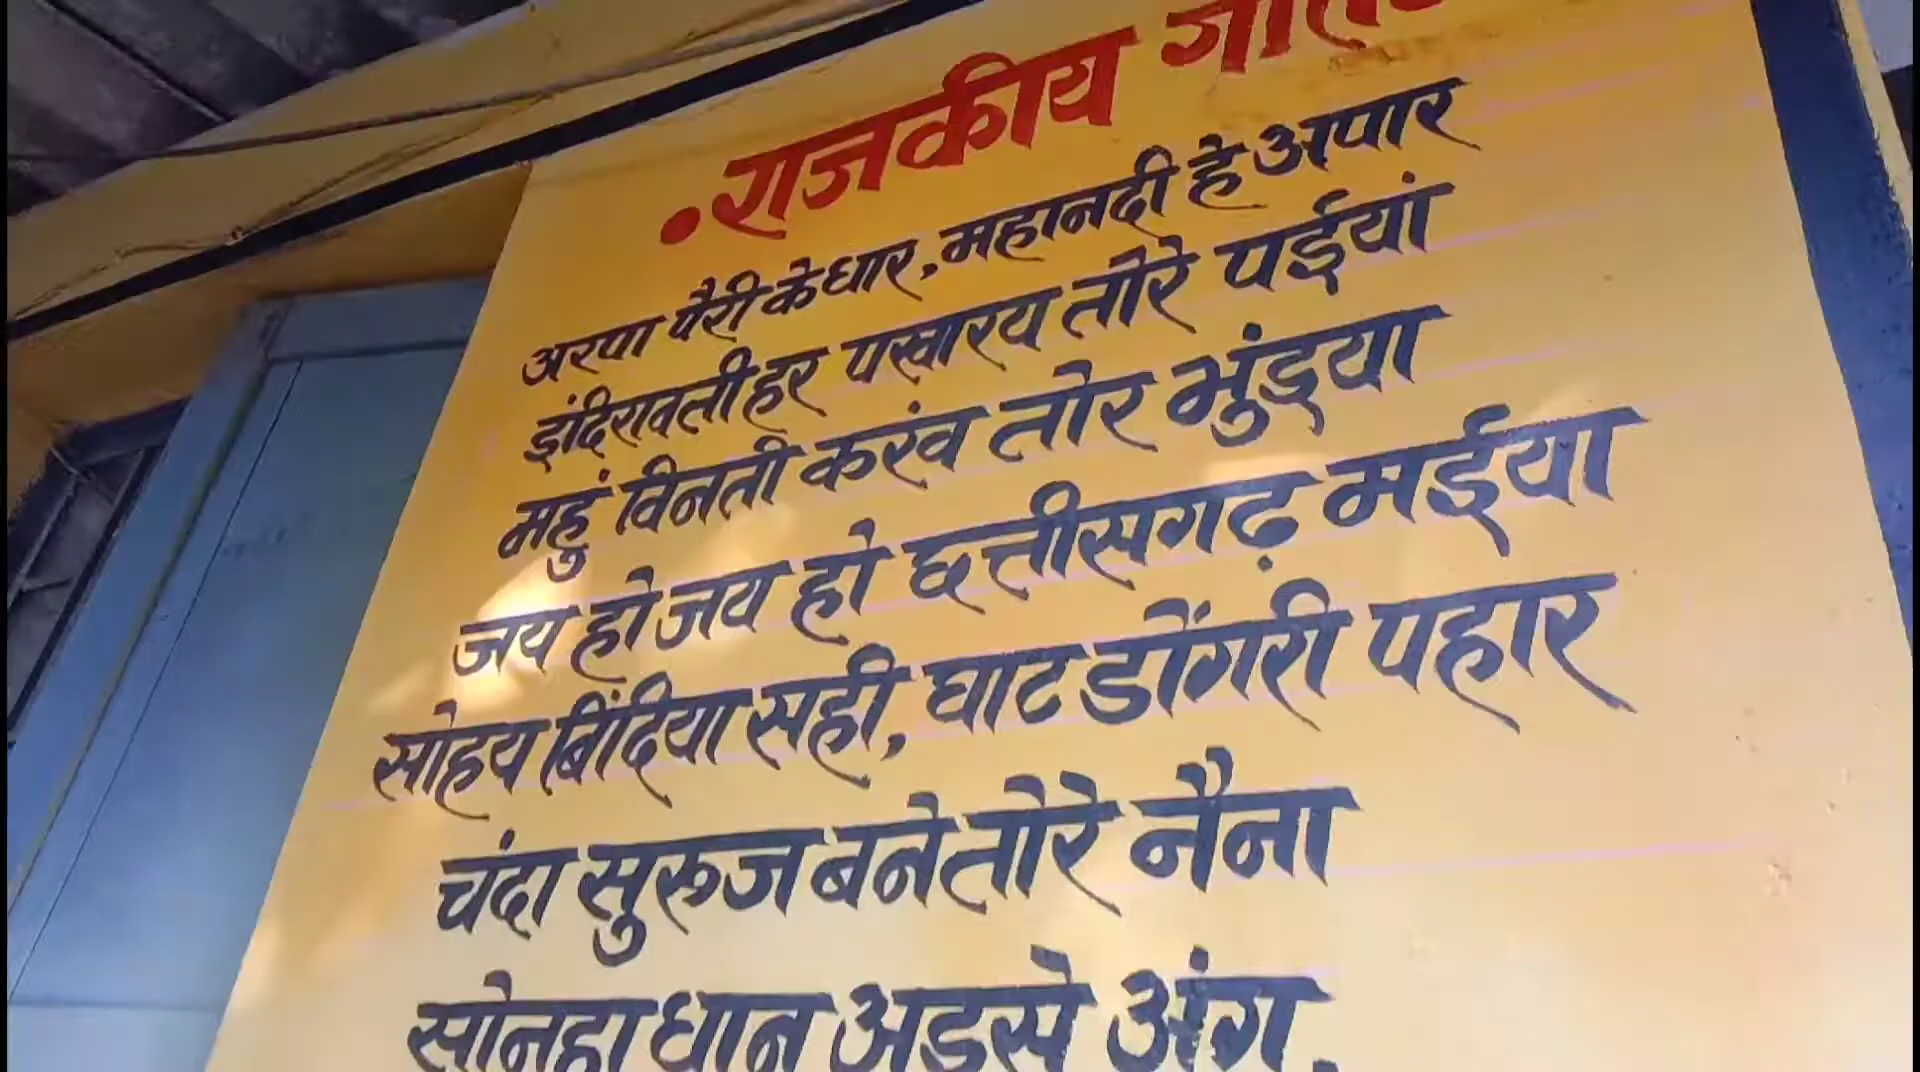 • राजकीय गीत
अरपा पैरी के धार, महानदी हे अपार
इंदिरावती हर पखारय तोरे पईयां
महुं विनती करंव तोर भुंइया
जय हो जय हो छत्तीसगढ़ मईया
सोहय बिंदिया सही, घाट डोंगरी पहार
चंदा सुरूज बने तोरे नैना
सोनहा धान अइसे अंग,